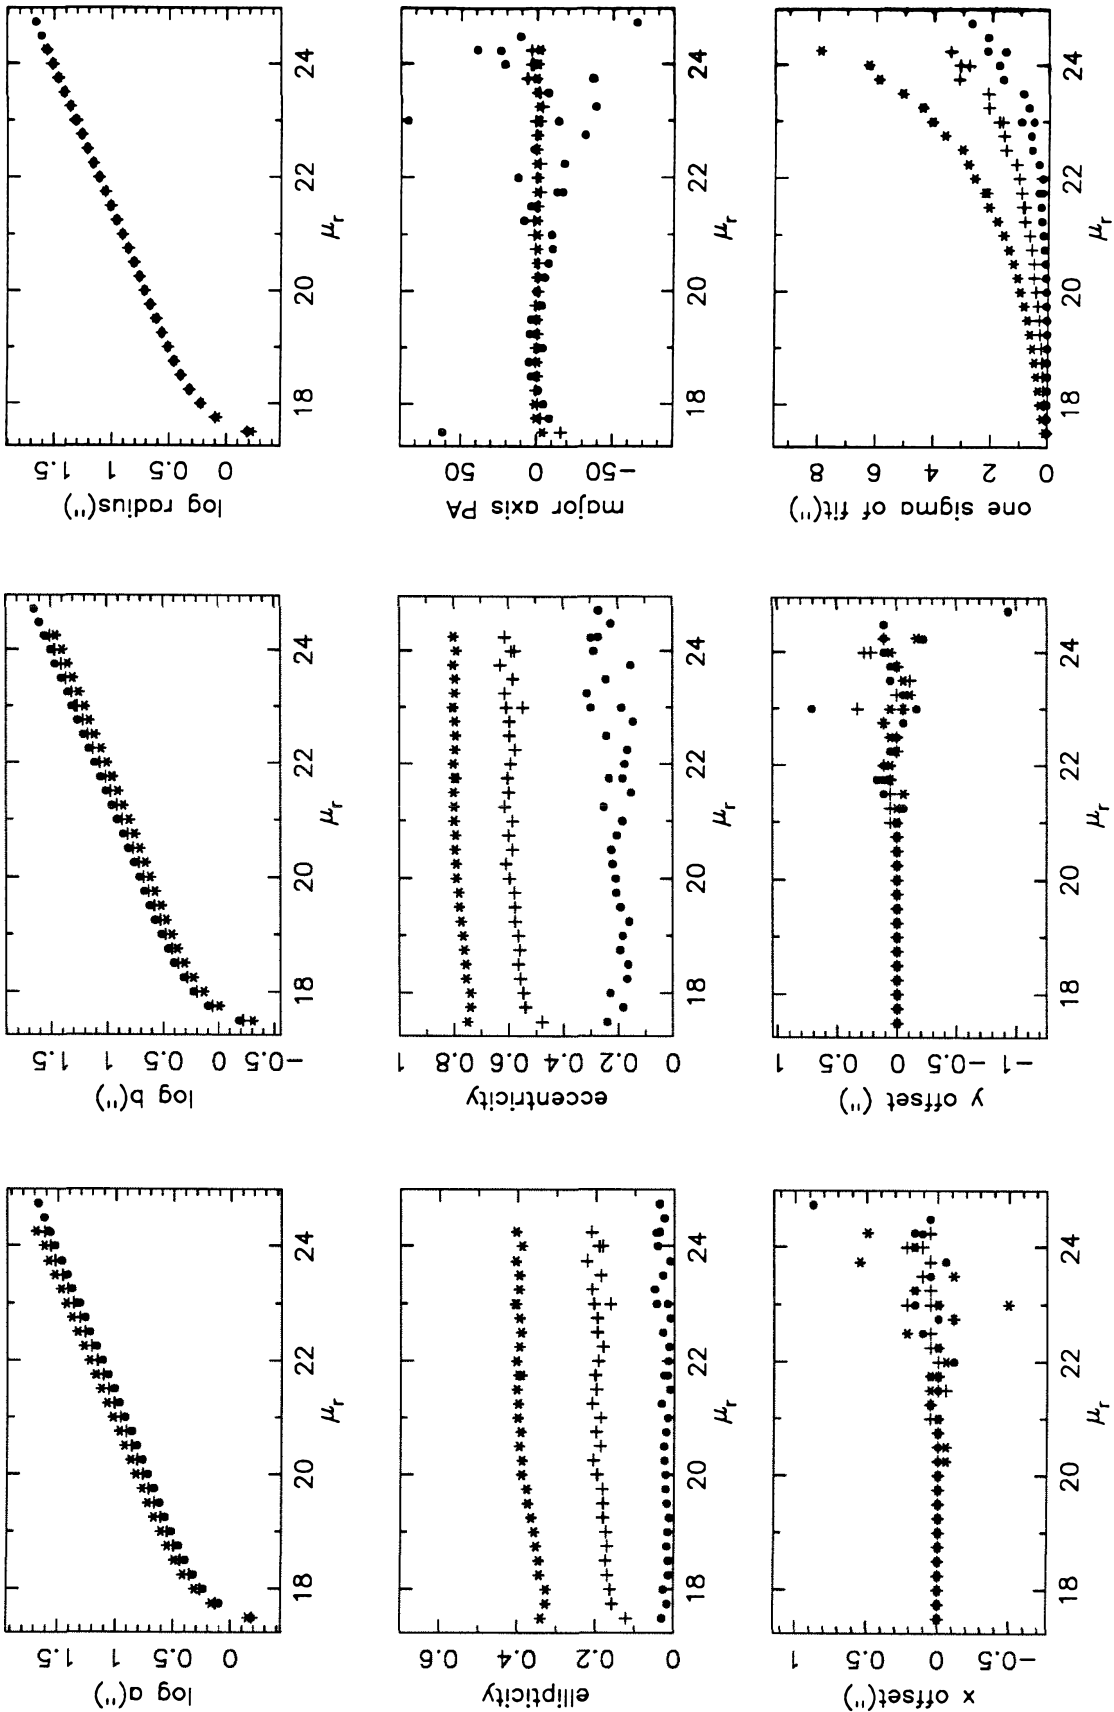 log a(")
1.5
1
0.5
0
18 20 22 24
μr
log b(")
1.5
1
0.5
0
−0.5
18 20 22 24
μr
log radius(")
1.5
1
0.5
0
18 20 22 24
μr
ellipticity
0.6
0.4
0.2
0
18 20 22 24
μr
eccentricity
1
0.8
0.6
0.4
0.2
0
18 20 22 24
μr
major axis PA
50
0
−50
18 20 22 24
μr
x offset(")
1
0.5
0
−0.5
18 20 22 24
μr
y offset (")
1
0.5
0
−0.5
−1
18 20 22 24
μr
one sigma of fit(")
8
6
4
2
0
18 20 22 24
μr